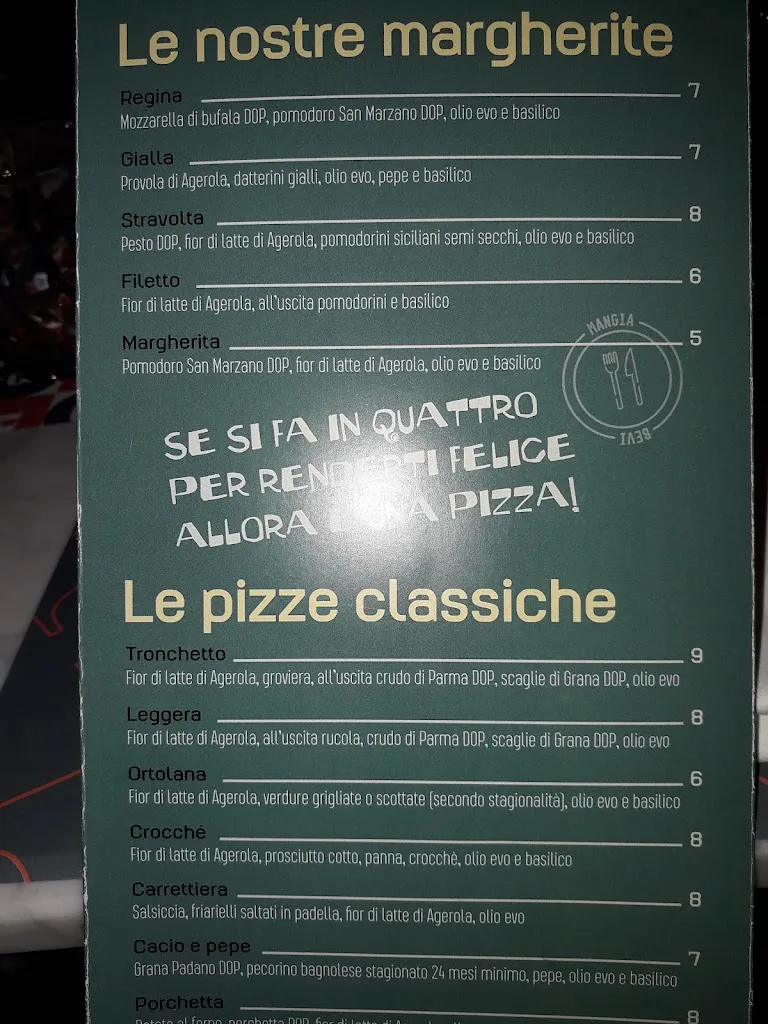 Le nostre margherite
Regina 7
Mozzarella di bufala DOP, pomodoro San Marzano DOP, olio evo e basilico
Gialla 7
Provola di Agerola, datterini gialli, olio evo, pepe e basilico
Stravolta 8
Pesto DOP, fior di latte di Agerola, pomodorini siciliani semi secchi, olio evo e basilico
Filetto 6
Fior di latte di Agerola, all'uscita pomodorini e basilico
Margherita 5
Pomodoro San Marzano DOP, fior di latte di Agerola, olio evo e basilico
MANGIA
BEVI
SE SI FA IN QUATTRO
PER RENDERTI FELICE
ALLORA PIZZA!
Le pizze classiche
Tronchetto 9
Fior di latte di Agerola, groviera, all'uscita crudo di Parma DOP, scaglie di Grana DOP, olio evo
Leggera 8
Fior di latte di Agerola, all'uscita rucola, crudo di Parma DOP, scaglie di Grana DOP, olio evo
Ortolana 6
Fior di latte di Agerola, verdure grigliate o scottate (secondo stagionalità), olio evo e basilico
Crocché 8
Fior di latte di Agerola, prosciutto cotto, panna, crocchè, olio evo e basilico
Carrettiera 8
Salsiccia, friarielli saltati in padella, fior di latte di Agerola, olio evo
Cacio e pepe 7
Grana Padano DOP, pecorino bagnolese stagionato 24 mesi minimo, pepe, olio evo e basilico
Porchetta 8